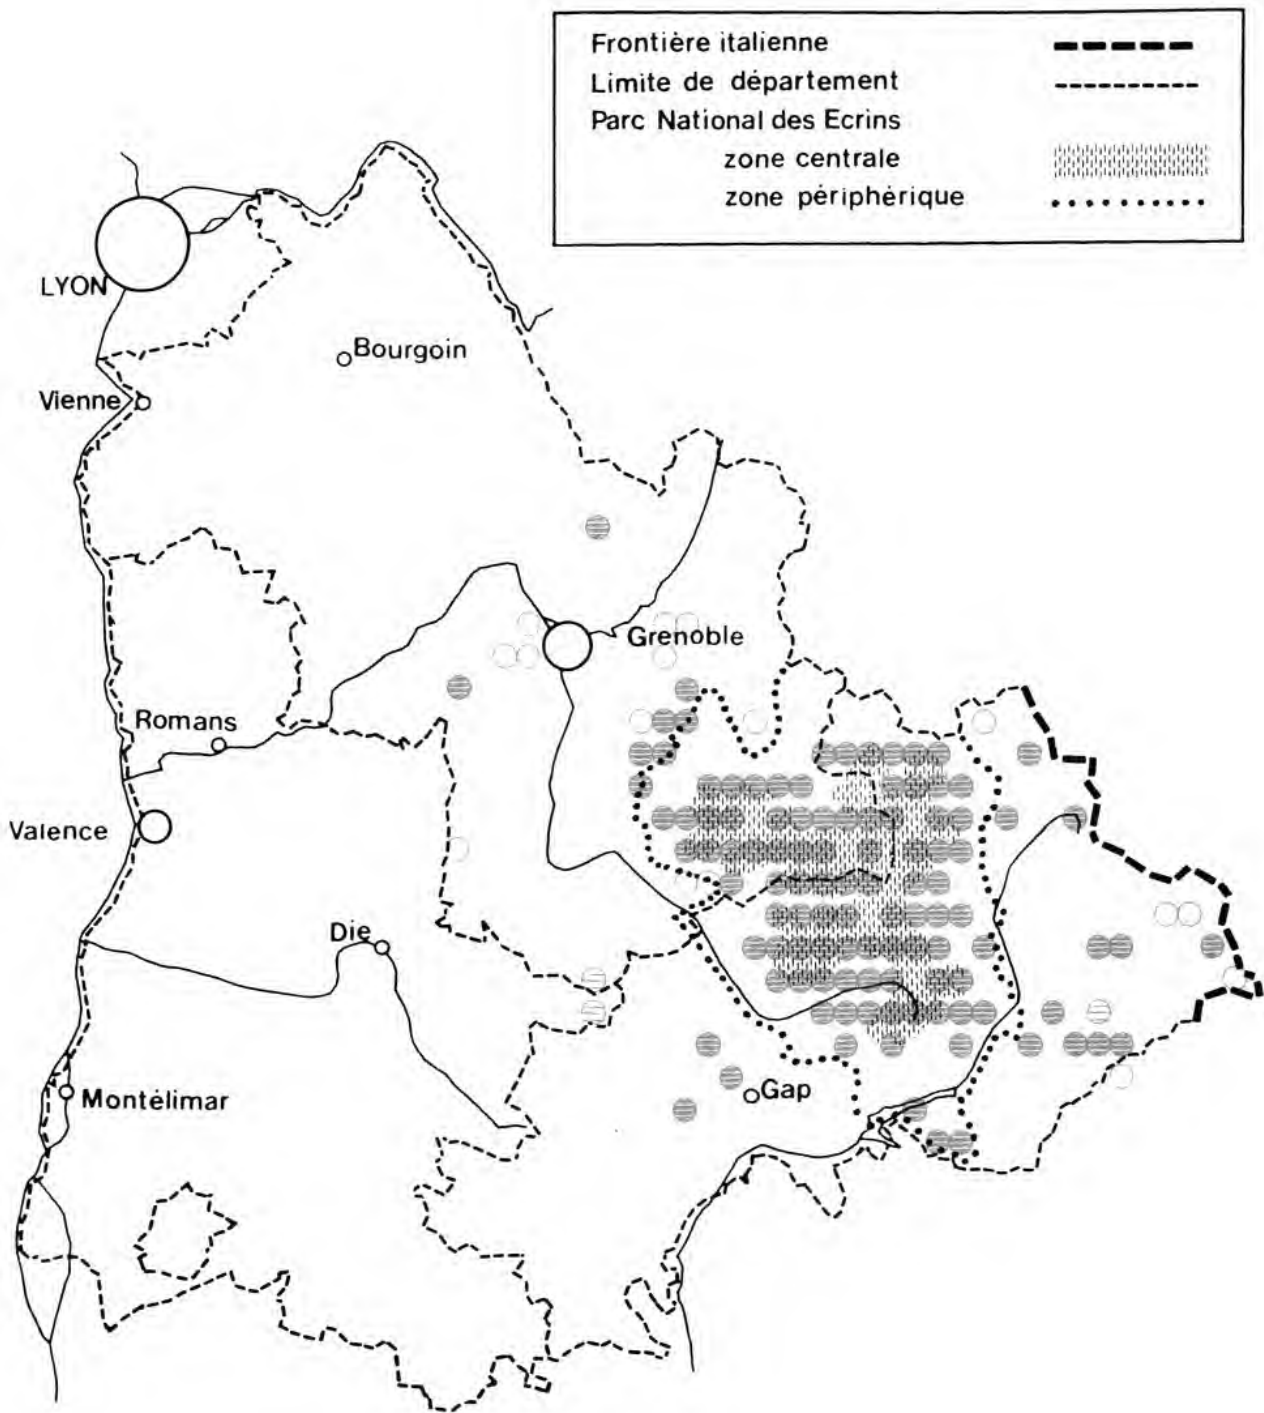 Frontière italienne
Limite de département
Parc National des Ecrins
zone centrale
zone périphérique
LYON
Bourgoin
Vienne
Grenoble
Romans
Valence
Die
Montélimar
Gap